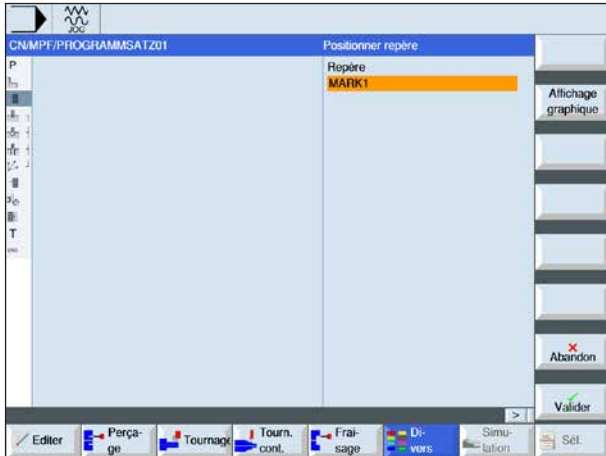 JOG
CN/MPF/PROGRAMMSATZ01
Positionner repère
P
Repère
MARK1
Affichage
graphique
T
Abandon
Valider
>
Editer
Perça-
ge
Tournage
Tourn.
cont.
Frai-
sage
Di-
vers
Simu-
lation
Sél.